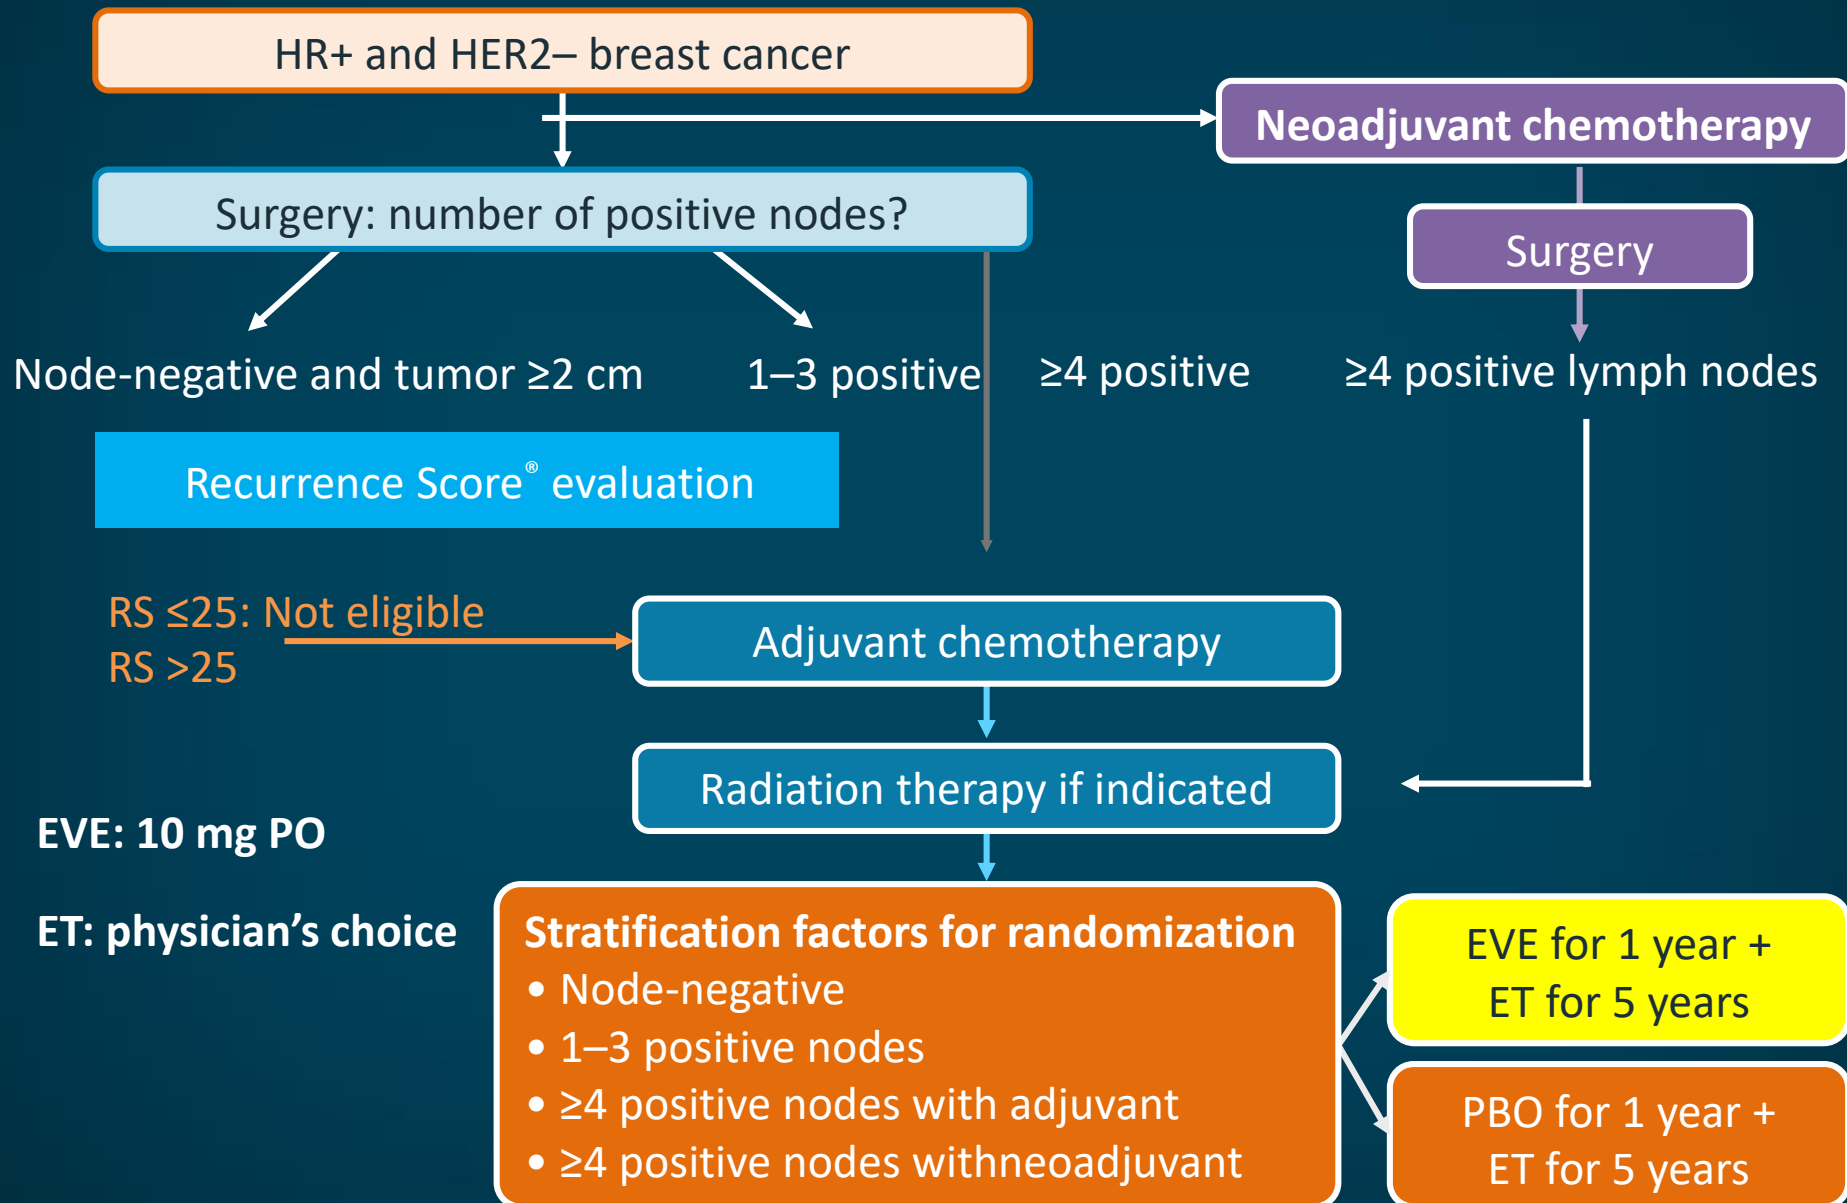 HR+ and HER2– breast cancer
Neoadjuvant chemotherapy
Surgery: number of positive nodes?
Surgery
Node-negative and tumor ≥2 cm
1–3 positive
≥4 positive
≥4 positive lymph nodes
Recurrence Score® evaluation
RS ≤25: Not eligible
RS >25
Adjuvant chemotherapy
Radiation therapy if indicated
EVE: 10 mg PO
ET: physician’s choice
Stratification factors for randomization
• Node-negative
• 1–3 positive nodes
• ≥4 positive nodes with adjuvant
• ≥4 positive nodes withneoadjuvant
EVE for 1 year +
ET for 5 years
PBO for 1 year +
ET for 5 years